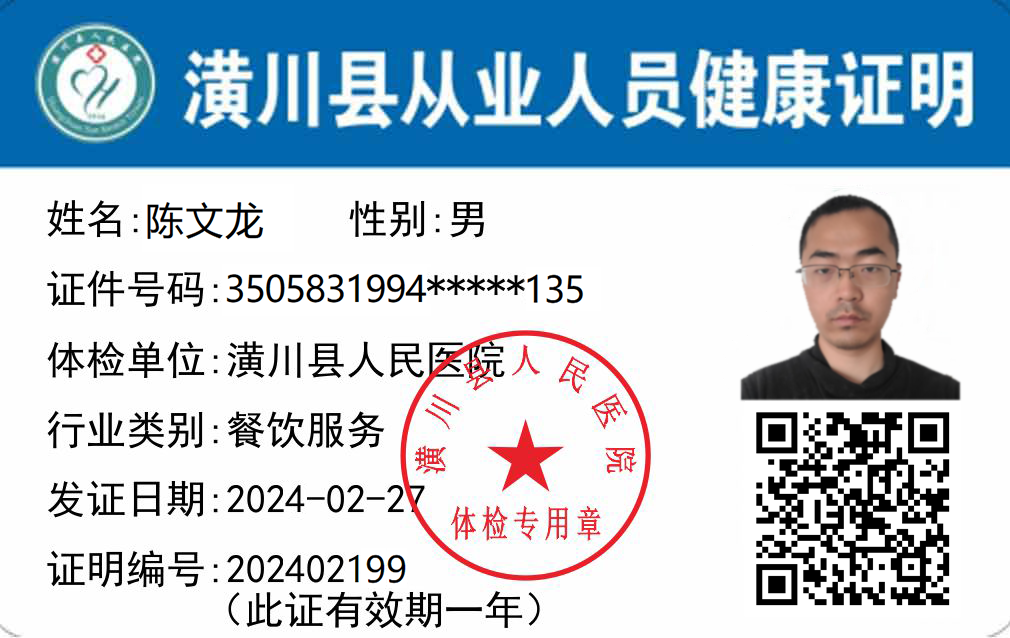 潢川县从业人员健康证明
姓名:陈文龙 性别:男
证件号码:3505831994*****135
体检单位:潢川县人民医院
行业类别:餐饮服务
发证日期:2024-02-27
证明编号:202402199
（此证有效期一年）
潢川县人民医院
体检专用章